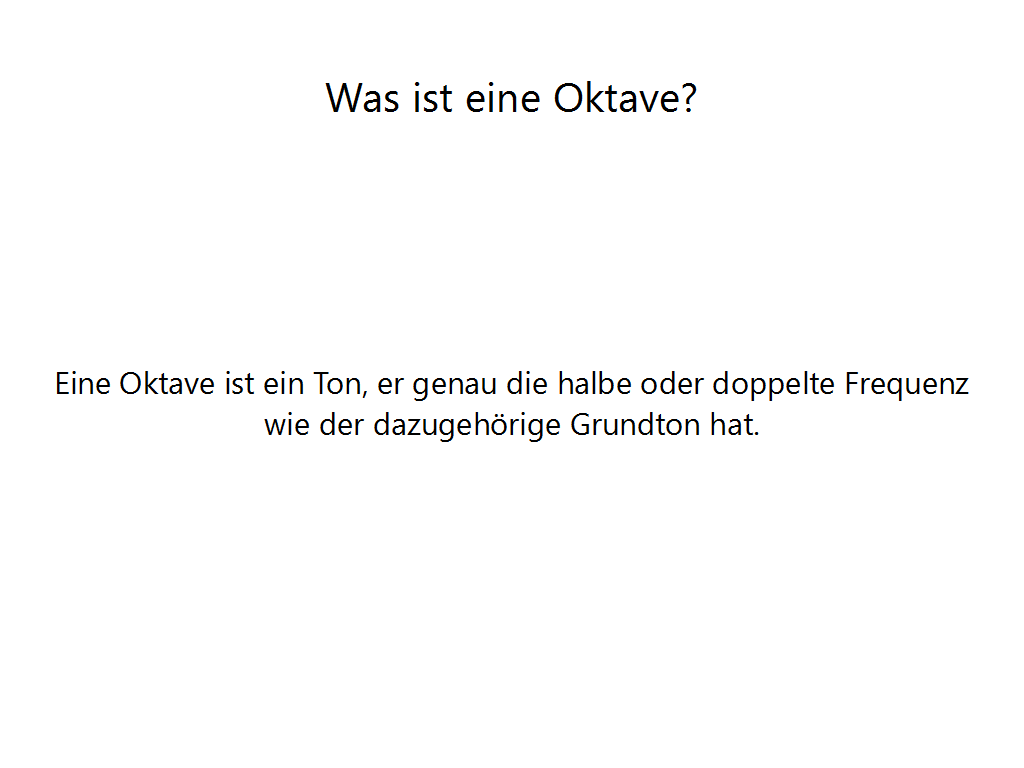 Was ist eine Oktave?
Eine Oktave ist ein Ton, er genau die halbe oder doppelte Frequenz
wie der dazugehörige Grundton hat.